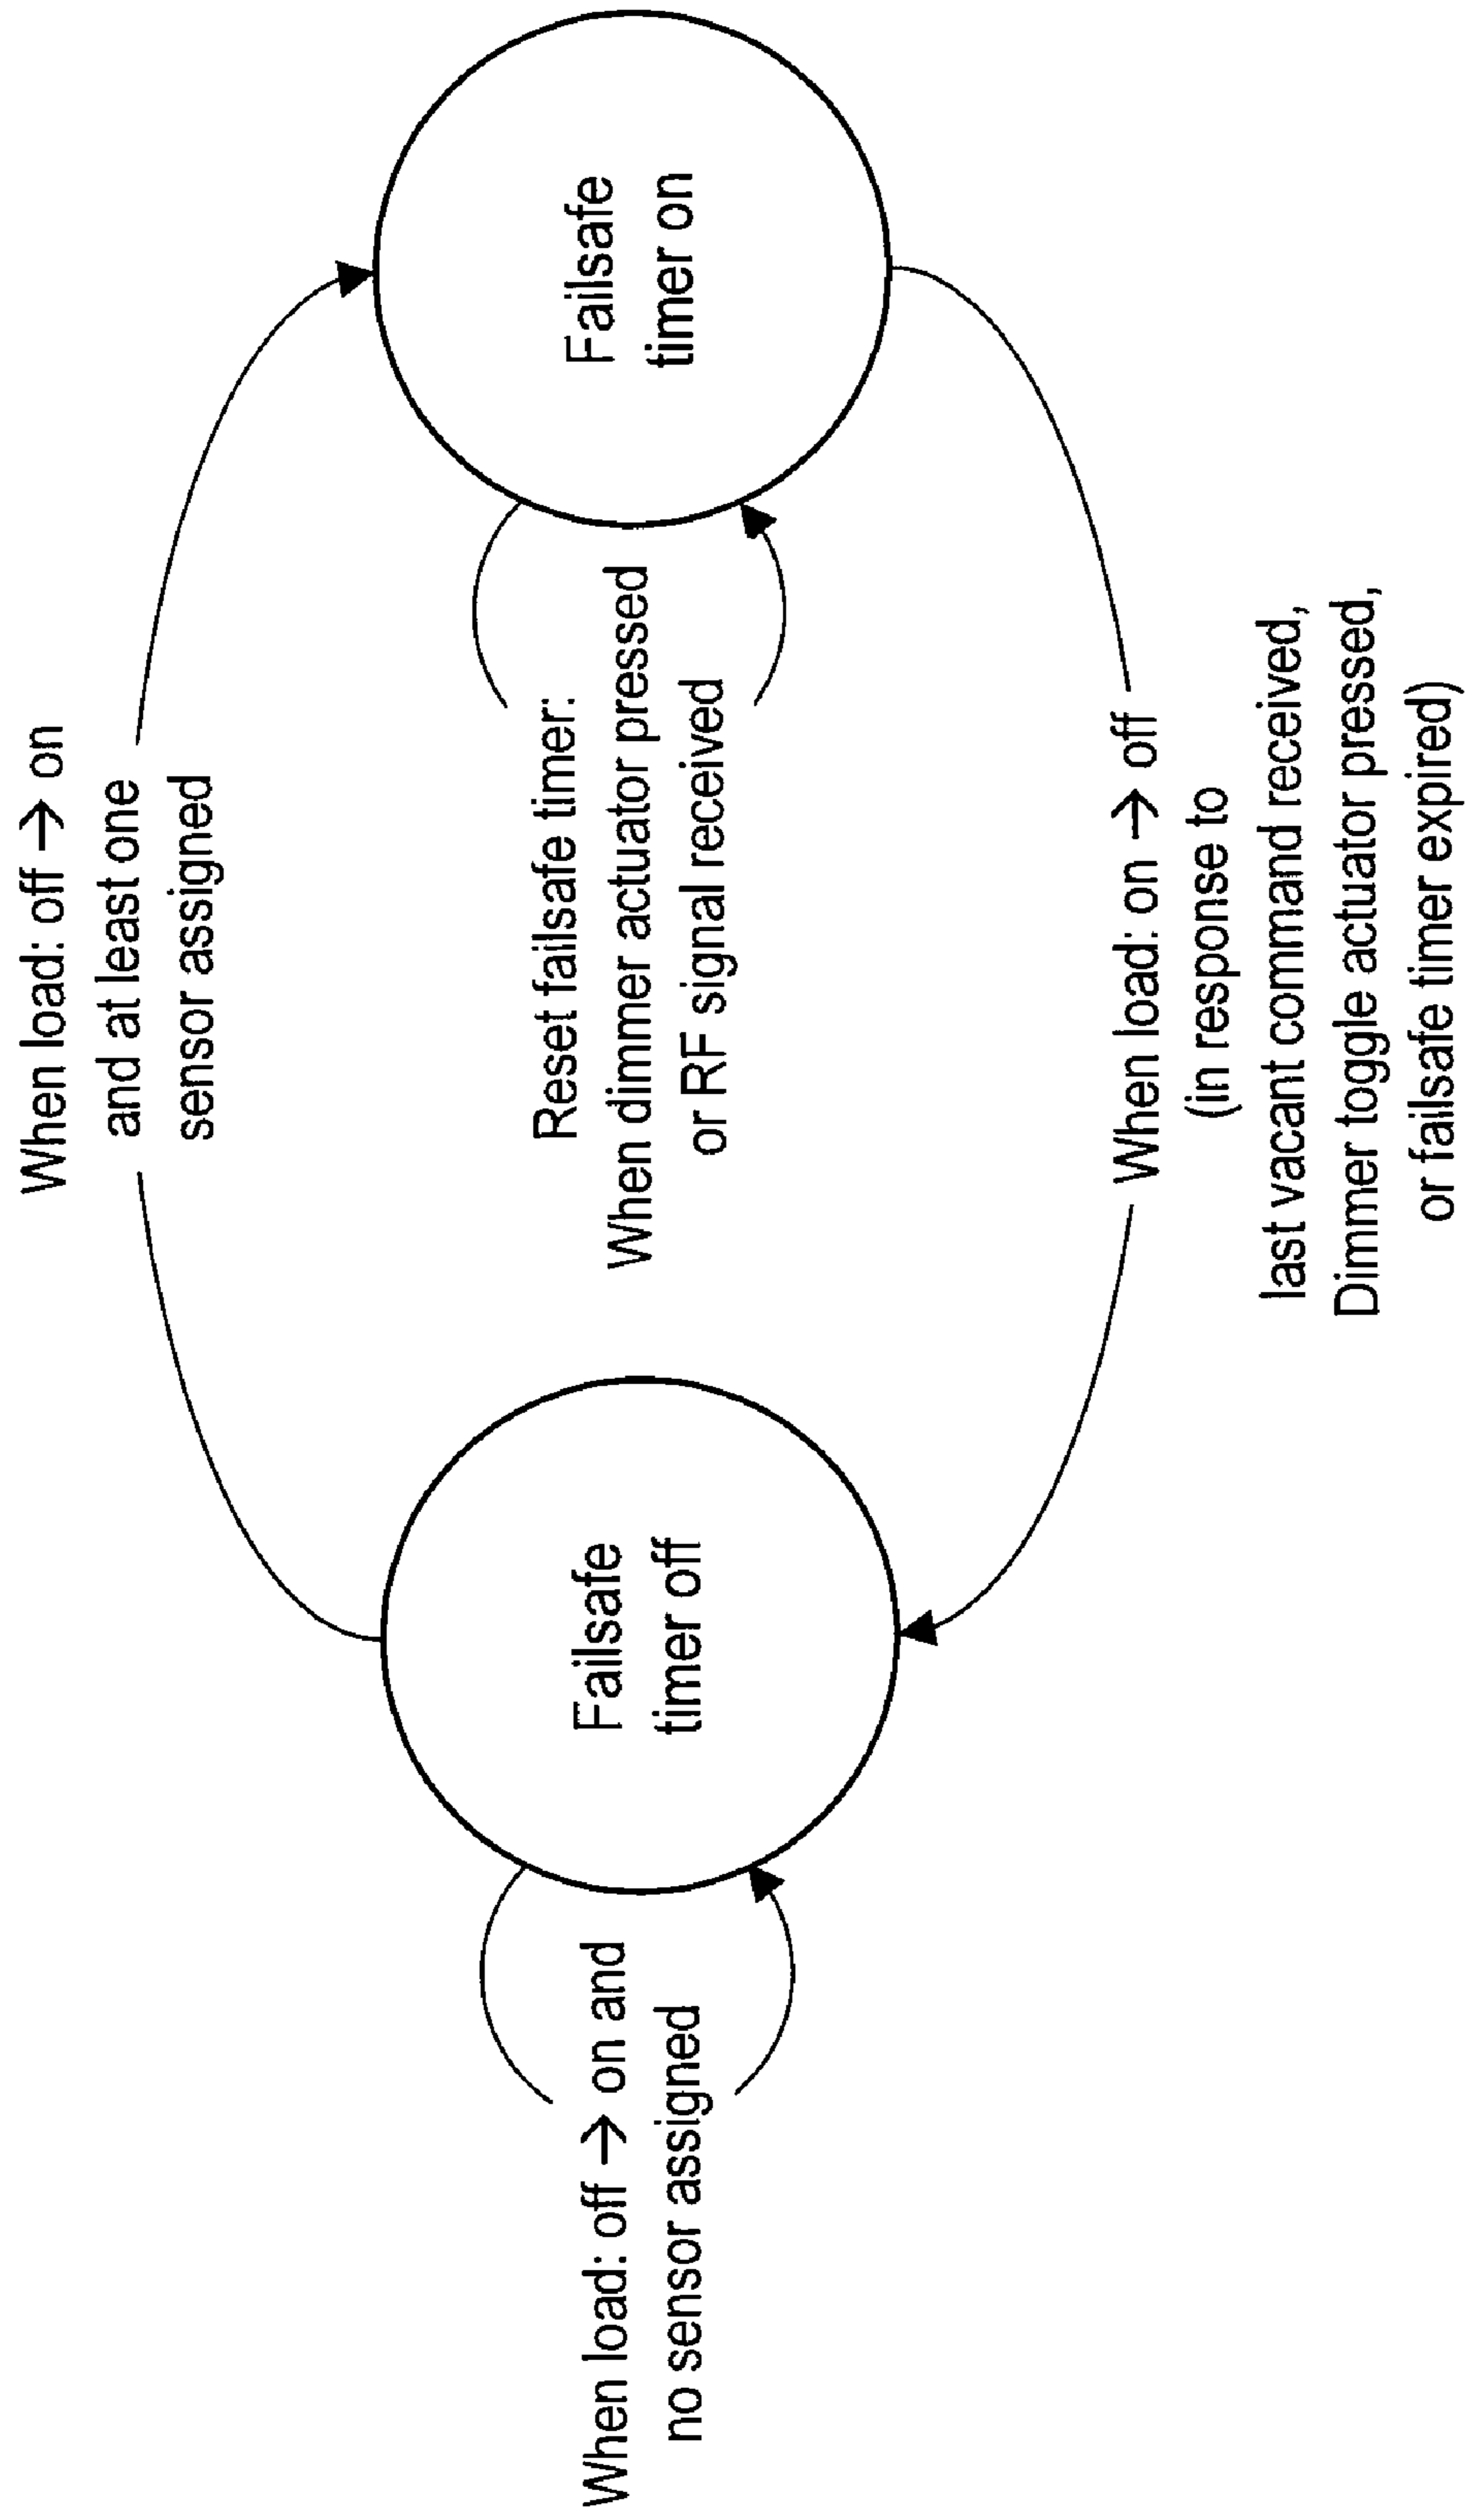 When load: off → on
and at least one
sensor assigned
When load: off → on and
no sensor assigned
Failsafe
timer off
Reset failsafe timer:
When dimmer actuator pressed
or RF signal received
Failsafe
timer on
When load: on → off
(in response to
last vacant command received,
Dimmer toggle actuator pressed,
or failsafe timer expired)